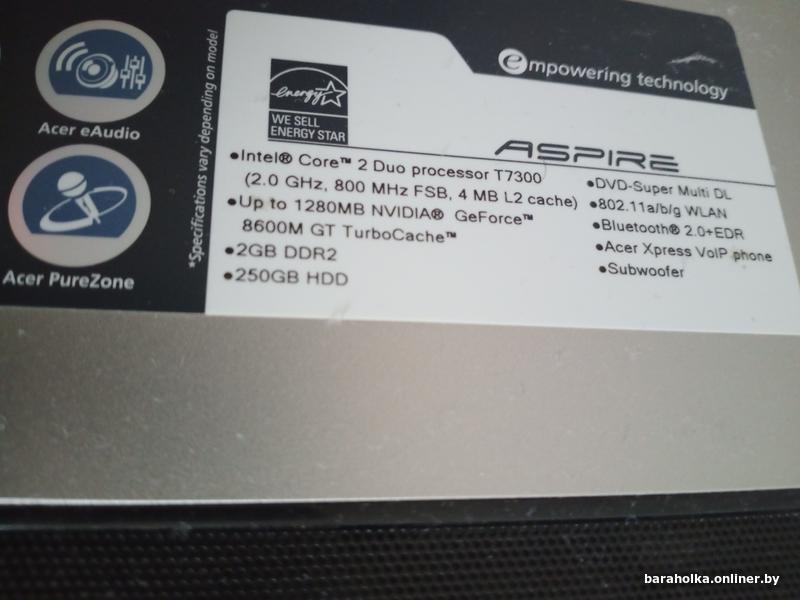 Acer eAudio
Acer PureZone
*Specifications vary depending on model
empowering technology
energy
WE SELL
ENERGY STAR
ASPIRE
•Intel® Core™ 2 Duo processor T7300
(2.0 GHz, 800 MHz FSB, 4 MB L2 cache)
•Up to 1280MB NVIDIA® GeForce™
8600M GT TurboCache™
•2GB DDR2
•250GB HDD
•DVD-Super Multi DL
•802.11a/b/g WLAN
•Bluetooth® 2.0+EDR
•Acer Xpress VoIP phone
•Subwoofer
baraholka.onliner.by